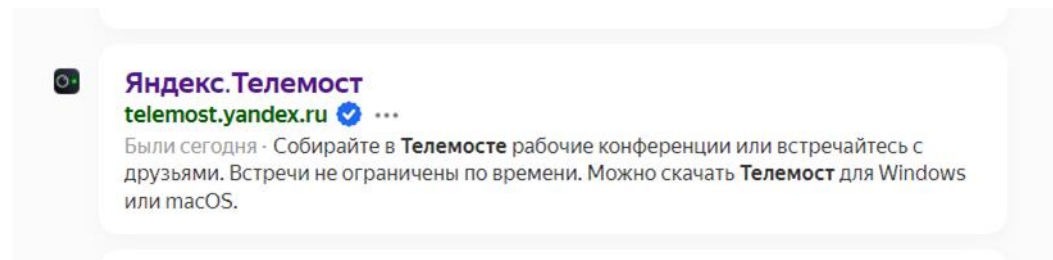 Яндекс.Телемост
telemost.yandex.ru ···
Были сегодня · Собирайте в Телемосте рабочие конференции или встречайтесь с
друзьями. Встречи не ограничены по времени. Можно скачать Телемост для Windows
или macOS.